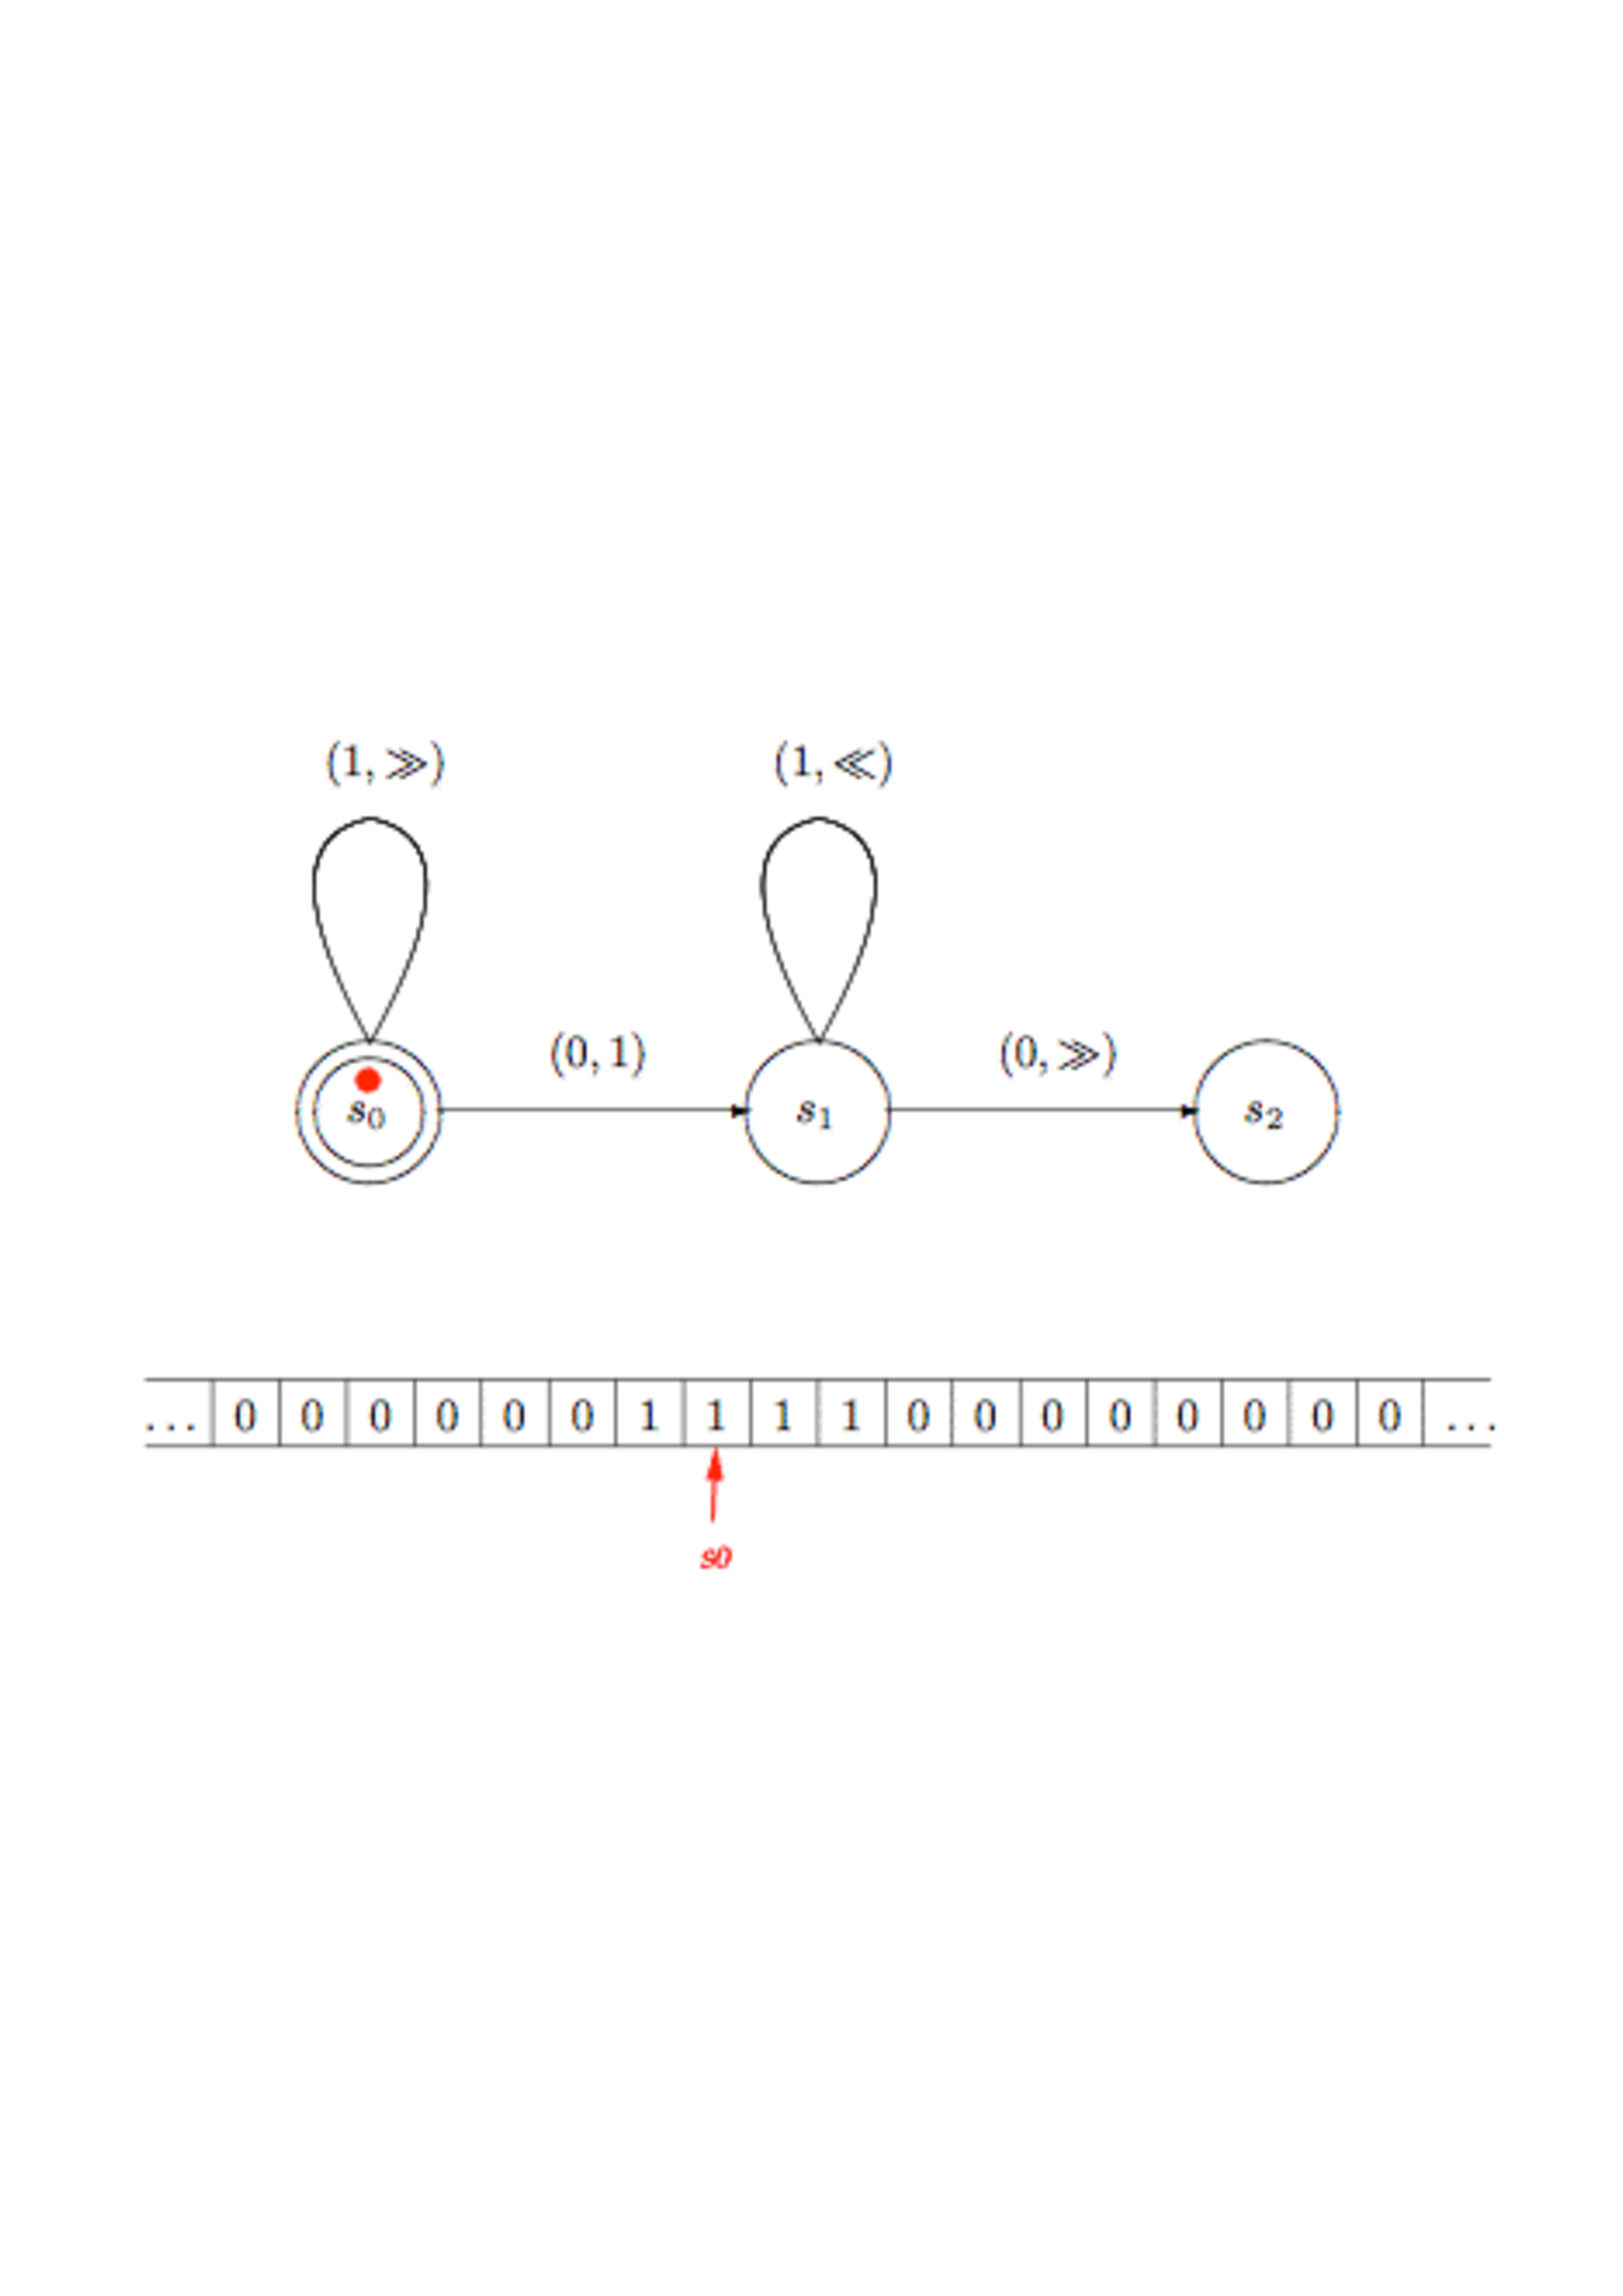 (1, ≫) (1, ≪)
(0, 1) (0, ≫)
s₀ s₁ s₂
... 0 0 0 0 0 0 1 1 1 1 0 0 0 0 0 0 0 0 ...
s0